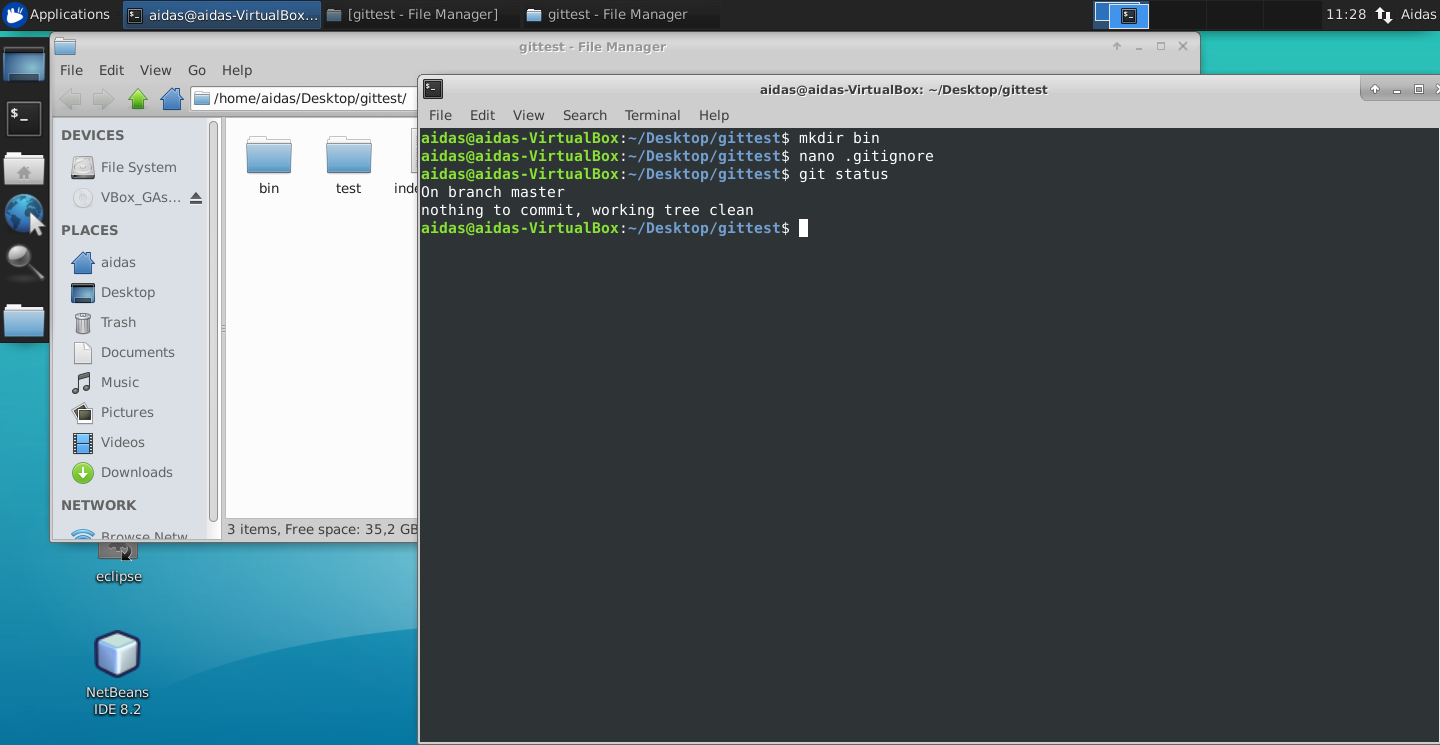 Applications
aidas@aidas-VirtualBox...
[gittest - File Manager]
gittest - File Manager
11:28
Aidas
gittest - File Manager
File Edit View Go Help
/home/aidas/Desktop/gittest/
DEVICES
File System
VBox_GAs...
PLACES
aidas
Desktop
Trash
Documents
Music
Pictures
Videos
Downloads
NETWORK
Browse Netw
bin
test
inde
3 items, Free space: 35,2 GB
aidas@aidas-VirtualBox: ~/Desktop/gittest
File Edit View Search Terminal Help
aidas@aidas-VirtualBox:~/Desktop/gittest$ mkdir bin
aidas@aidas-VirtualBox:~/Desktop/gittest$ nano .gitignore
aidas@aidas-VirtualBox:~/Desktop/gittest$ git status
On branch master
nothing to commit, working tree clean
aidas@aidas-VirtualBox:~/Desktop/gittest$
eclipse
NetBeans
IDE 8.2